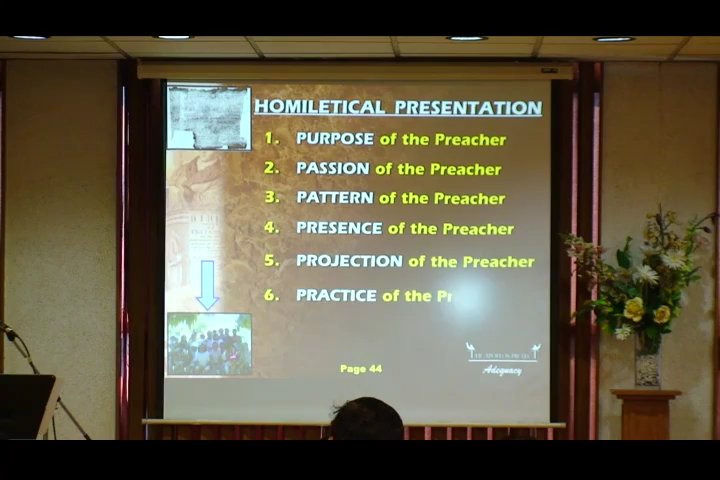 HOMILETICAL PRESENTATION
1. PURPOSE of the Preacher
2. PASSION of the Preacher
3. PATTERN of the Preacher
4. PRESENCE of the Preacher
5. PROJECTION of the Preacher
6. PRACTICE of the Pr
Page 44
Adequacy